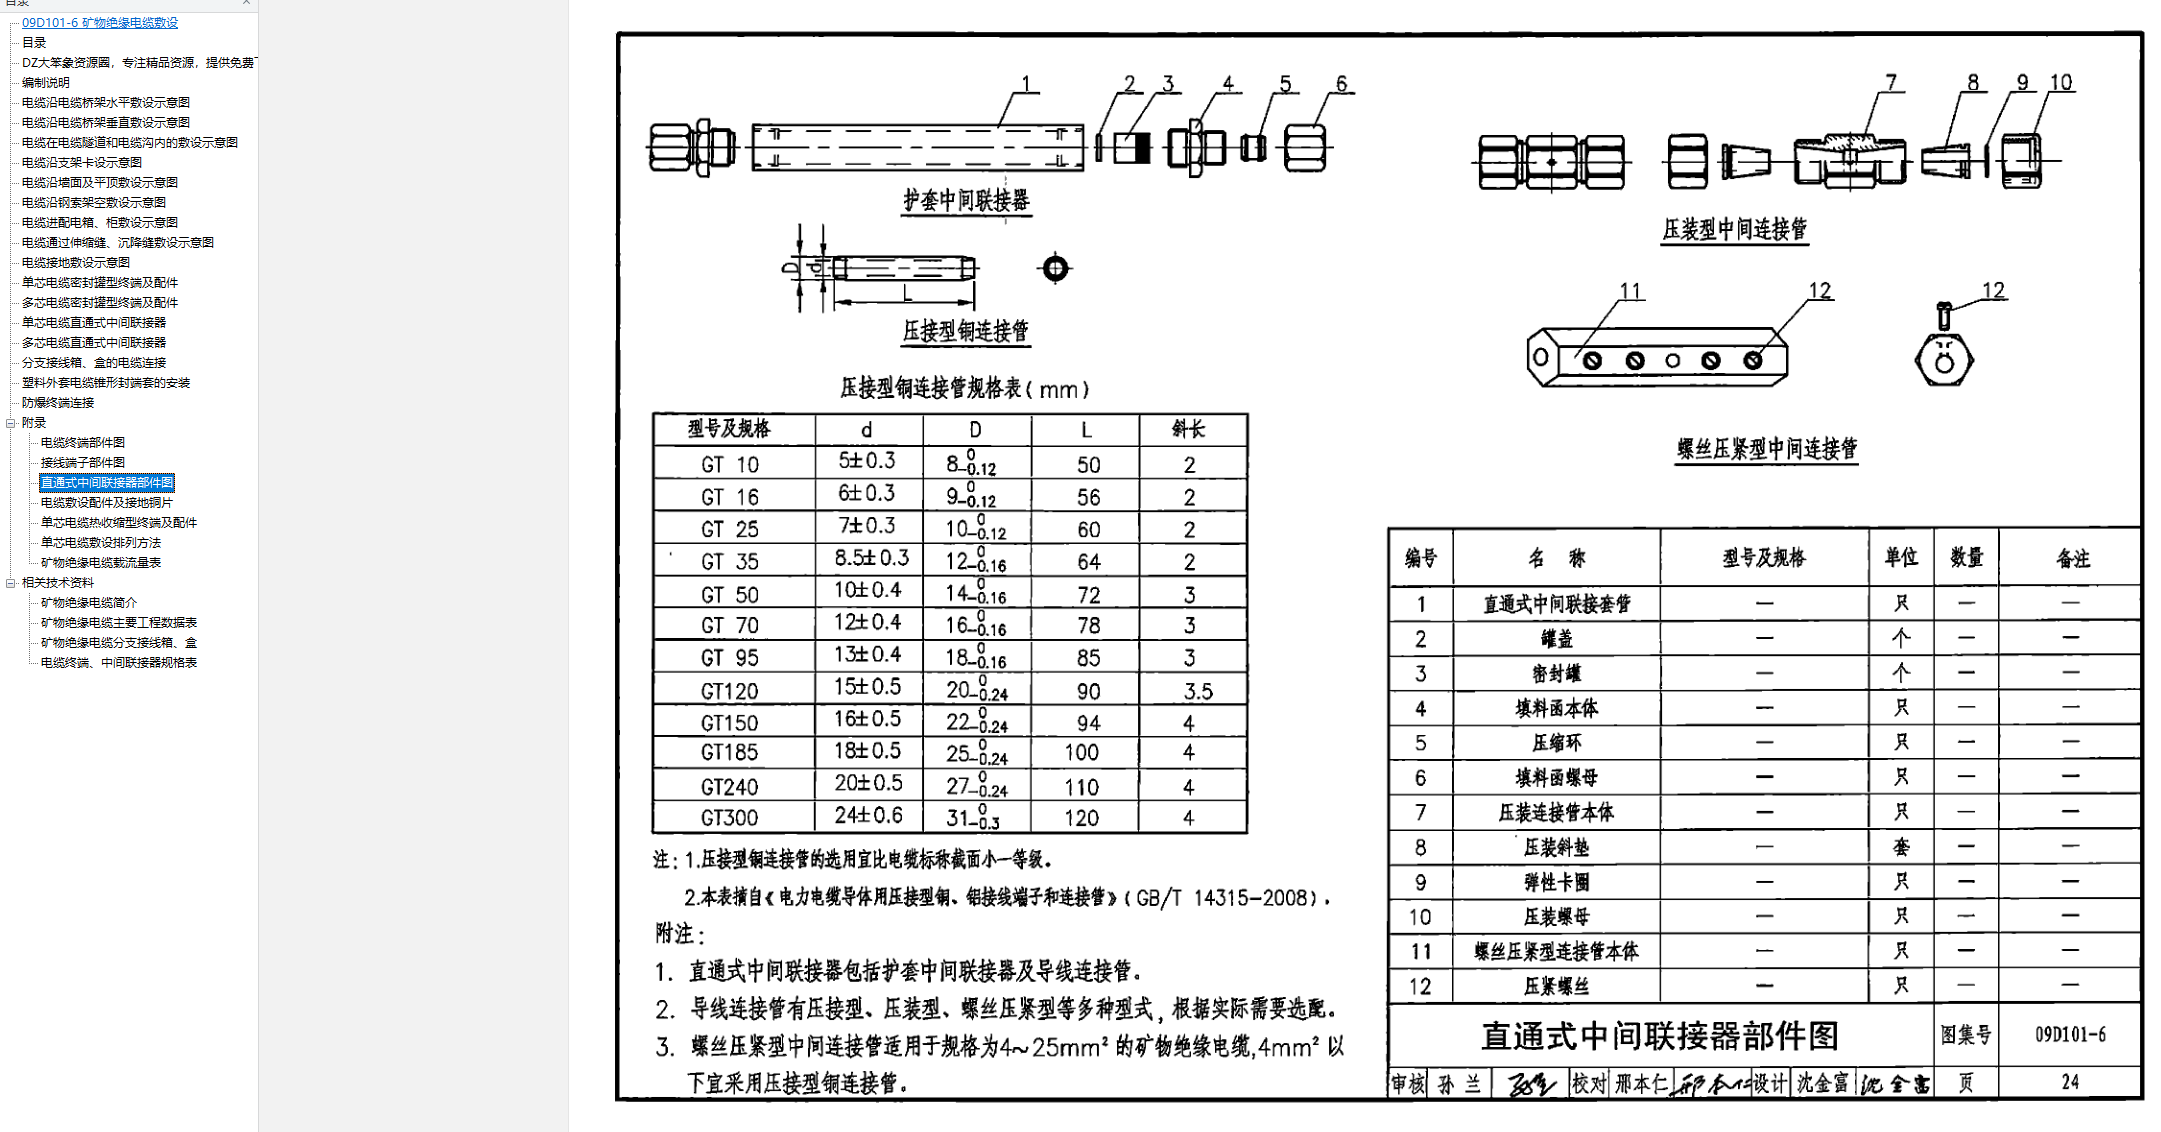 目录
09D101-6 矿物绝缘电缆敷设
目录
DZ大笨象资源圈，专注精品资源，提供免费
编制说明
电缆沿电缆桥架水平敷设示意图
电缆沿电缆桥架垂直敷设示意图
电缆在电缆隧道和电缆沟内的敷设示意图
电缆沿支架卡设示意图
电缆沿墙面及平顶敷设示意图
电缆沿钢索架空敷设示意图
电缆进配电箱、柜敷设示意图
电缆通过伸缩缝、沉降缝敷设示意图
电缆接地敷设示意图
单芯电缆密封罐型终端及配件
多芯电缆密封罐型终端及配件
单芯电缆直通式中间联接器
多芯电缆直通式中间联接器
分支接线箱、盒的电缆连接
塑料外套电缆锥形封端套的安装
防爆终端连接
附录
电缆终端部件图
接线端子部件图
直通式中间联接器部件图
电缆敷设配件及接地铜片
单芯电缆热收缩型终端及配件
单芯电缆敷设排列方法
矿物绝缘电缆载流量表
相关技术资料
矿物绝缘电缆简介
矿物绝缘电缆主要工程数据表
矿物绝缘电缆分支接线箱、盒
电缆终端、中间联接器规格表
1 2 3 4 5 6
护套中间联接器
D d L
压接型铜连接管
7 8 9 10
压装型中间连接管
11 12 12
螺丝压紧型中间连接管
压接型铜连接管规格表(mm)
型号及规格 d D L 斜长
GT 10 5±0.3 8 0 -0.12 50 2
GT 16 6±0.3 9 0 -0.12 56 2
GT 25 7±0.3 10 0 -0.12 60 2
GT 35 8.5±0.3 12 0 -0.16 64 2
GT 50 10±0.4 14 0 -0.16 72 3
GT 70 12±0.4 16 0 -0.16 78 3
GT 95 13±0.4 18 0 -0.16 85 3
GT120 15±0.5 20 0 -0.24 90 3.5
GT150 16±0.5 22 0 -0.24 94 4
GT185 18±0.5 25 0 -0.24 100 4
GT240 20±0.5 27 0 -0.24 110 4
GT300 24±0.6 31 0 -0.3 120 4
注：1.压接型铜连接管的选用宜比电缆标称截面小一等级。
2.本表摘自《电力电缆导体用压接型铜、铝接线端子和连接管》(GB/T 14315-2008)．
附注：
1. 直通式中间联接器包括护套中间联接器及导线连接管。
2. 导线连接管有压接型、压装型、螺丝压紧型等多种型式，根据实际需要选配。
3. 螺丝压紧型中间连接管适用于规格为4~25mm²的矿物绝缘电缆,4mm²以
下宜采用压接型铜连接管。
编号 名 称 型号及规格 单位 数量 备注
1 直通式中间联接套管 — 只 — —
2 罐盖 — 个 — —
3 密封罐 — 个 — —
4 填料函本体 — 只 — —
5 压缩环 — 只 — —
6 填料函螺母 — 只 — —
7 压装连接管本体 — 只 — —
8 压装斜垫 — 套 — —
9 弹性卡圈 — 只 — —
10 压装螺母 — 只 — —
11 螺丝压紧型连接管本体 — 只 — —
12 压紧螺丝 — 只 — —
直通式中间联接器部件图 图集号 09D101-6
审核 孙 兰 校对 邢本仁 邢本仁 设计 沈金富 沈金富 页 24